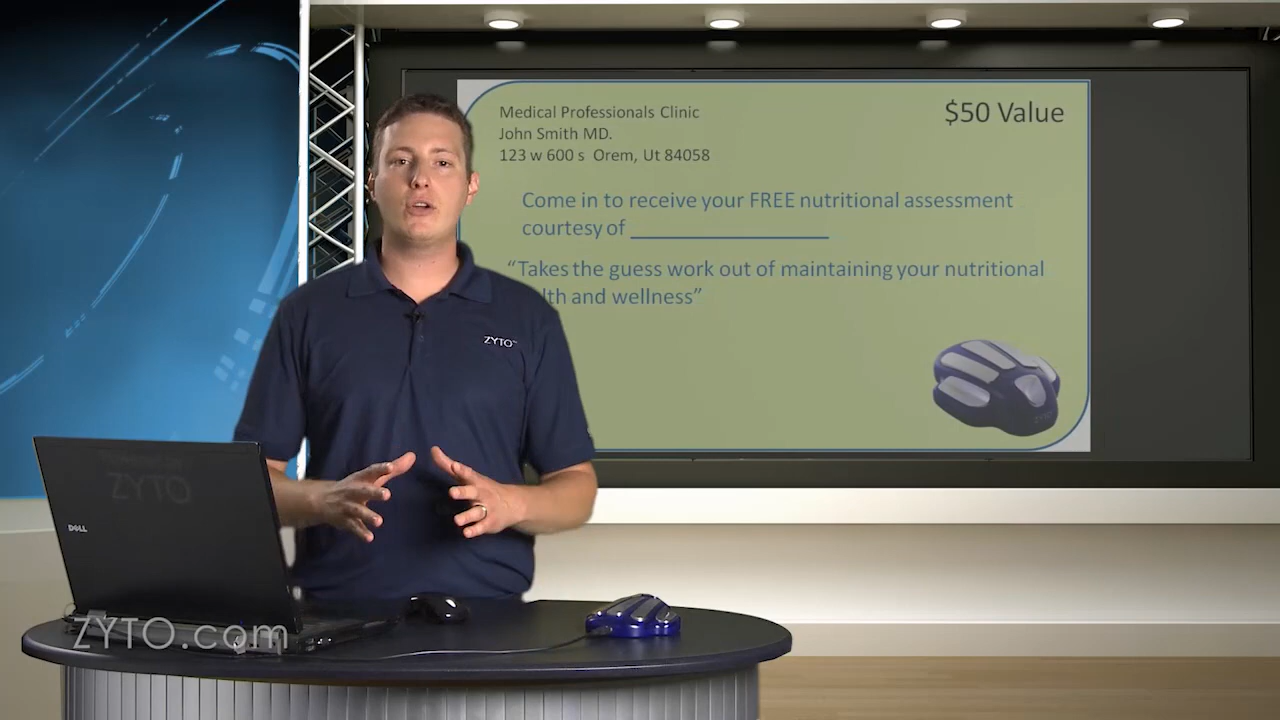 Medical Professionals Clinic
John Smith MD.
123 w 600 s Orem, Ut 84058
$50 Value
Come in to receive your FREE nutritional assessment
courtesy of
“Takes the guess work out of maintaining your nutritional
lth and wellness”
ZYTO
ZYTO
DELL
ZYTO.com